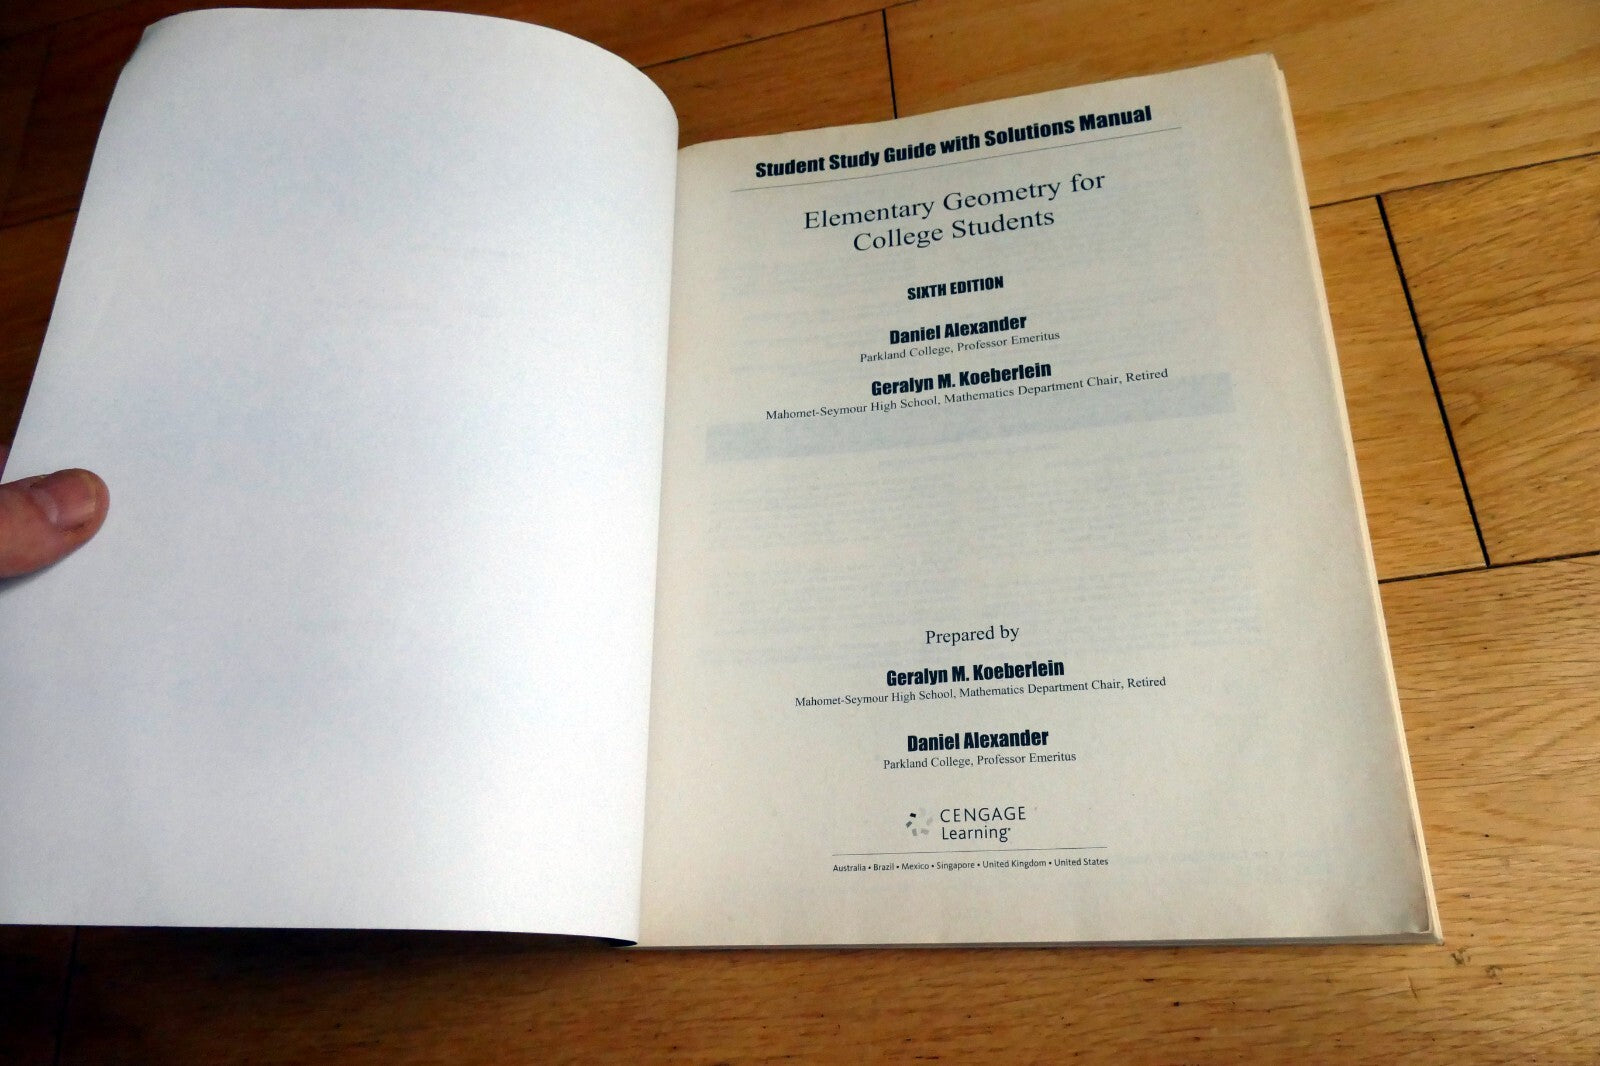 Student Study Guide with Solutions Manual
Elementary Geometry for
College Students
SIXTH EDITION
Daniel Alexander
Parkland College, Professor Emeritus
Geralyn M. Koeberlein
Mahomet-Seymour High School, Mathematics Department Chair, Retired
Prepared by
Geralyn M. Koeberlein
Mahomet-Seymour High School, Mathematics Department Chair, Retired
Daniel Alexander
Parkland College, Professor Emeritus
CENGAGE
Learning®
Australia • Brazil • Mexico • Singapore • United Kingdom • United States